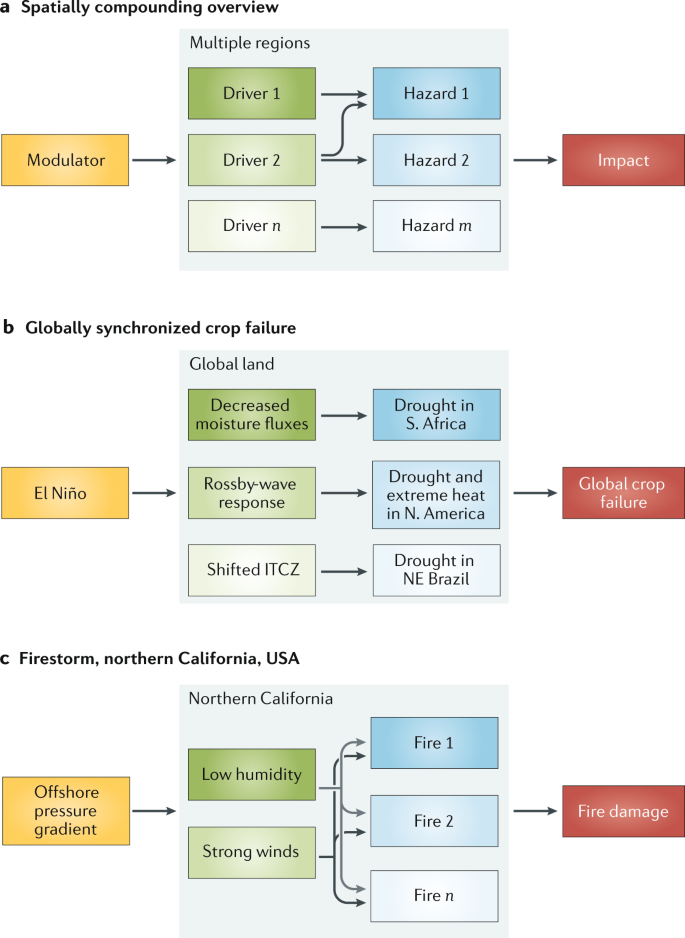 a Spatially compounding overview
Multiple regions
Driver 1
Hazard 1
Modulator
Driver 2
Hazard 2
Impact
Driver n
Hazard m
b Globally synchronized crop failure
Global land
Decreased
moisture fluxes
Drought in
S. Africa
El Niño
Rossby-wave
response
Drought and
extreme heat
in N. America
Global crop
failure
Shifted ITCZ
Drought in
NE Brazil
c Firestorm, northern California, USA
Northern California
Low humidity
Fire 1
Offshore
pressure
gradient
Strong winds
Fire 2
Fire damage
Fire n